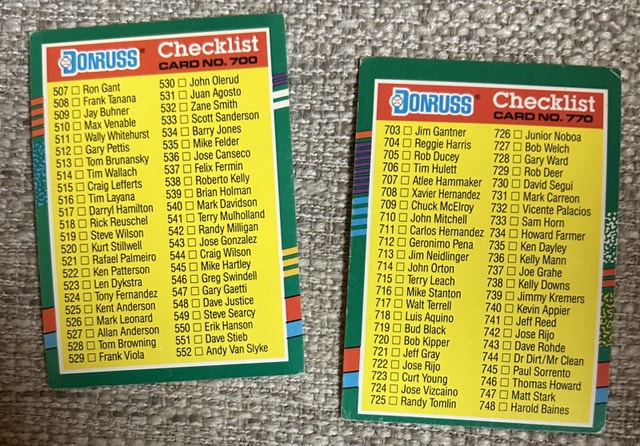 DONRUSS® Checklist
CARD NO. 700
507 □ Ron Gant
508 □ Frank Tanana
509 □ Jay Buhner
510 □ Max Venable
511 □ Wally Whitehurst
512 □ Gary Pettis
513 □ Tom Brunansky
514 □ Tim Wallach
515 □ Craig Lefferts
516 □ Tim Layana
517 □ Darryl Hamilton
518 □ Rick Reuschel
519 □ Steve Wilson
520 □ Kurt Stillwell
521 □ Rafael Palmeiro
522 □ Ken Patterson
523 □ Len Dykstra
524 □ Tony Fernandez
525 □ Kent Anderson
526 □ Mark Leonard
527 □ Allan Anderson
528 □ Tom Browning
529 □ Frank Viola
530 □ John Olerud
531 □ Juan Agosto
532 □ Zane Smith
533 □ Scott Sanderson
534 □ Barry Jones
535 □ Mike Felder
536 □ Jose Canseco
537 □ Felix Fermin
538 □ Roberto Kelly
539 □ Brian Holman
540 □ Mark Davidson
541 □ Terry Mulholland
542 □ Randy Milligan
543 □ Jose Gonzalez
544 □ Craig Wilson
545 □ Mike Hartley
546 □ Greg Swindell
547 □ Gary Gaetti
548 □ Dave Justice
549 □ Steve Searcy
550 □ Erik Hanson
551 □ Dave Stieb
552 □ Andy Van Slyke
DONRUSS® Checklist
CARD NO. 770
703 □ Jim Gantner
704 □ Reggie Harris
705 □ Rob Ducey
706 □ Tim Hulett
707 □ Atlee Hammaker
708 □ Xavier Hernandez
709 □ Chuck McElroy
710 □ John Mitchell
711 □ Carlos Hernandez
712 □ Geronimo Pena
713 □ Jim Neidlinger
714 □ John Orton
715 □ Terry Leach
716 □ Mike Stanton
717 □ Walt Terrell
718 □ Luis Aquino
719 □ Bud Black
720 □ Bob Kipper
721 □ Jeff Gray
722 □ Jose Rijo
723 □ Curt Young
724 □ Jose Vizcaino
725 □ Randy Tomlin
726 □ Junior Noboa
727 □ Bob Welch
728 □ Gary Ward
729 □ Rob Deer
730 □ David Segui
731 □ Mark Carreon
732 □ Vicente Palacios
733 □ Sam Horn
734 □ Howard Farmer
735 □ Ken Dayley
736 □ Kelly Mann
737 □ Joe Grahe
738 □ Kelly Downs
739 □ Jimmy Kremers
740 □ Kevin Appier
741 □ Jeff Reed
742 □ Jose Rijo
743 □ Dave Rohde
744 □ Dr Dirt/Mr Clean
745 □ Paul Sorrento
746 □ Thomas Howard
747 □ Matt Stark
748 □ Harold Baines